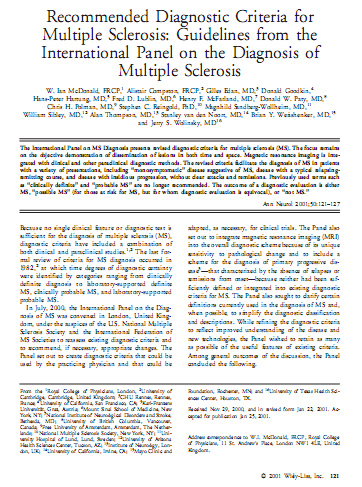 Recommended Diagnostic Criteria for
Multiple Sclerosis: Guidelines from the
International Panel on the Diagnosis of
Multiple Sclerosis
W. Ian McDonald, FRCP,1 Alistair Compston, FRCP,2 Gilles Edan, MD,3 Donald Goodkin,4
Hans-Peter Hartung, MD,5 Fred D. Lublin, MD,6 Henry F. McFarland, MD,7 Donald W. Paty, MD,8
Chris H. Polman, MD,9 Stephen C. Reingold, PhD,10 Magnhild Sandberg-Wollheim, MD,11
William Sibley, MD,12 Alan Thompson, MD,13 Stanley van den Noort, MD,14 Brian Y. Weinshenker, MD,15
and Jerry S. Wolinsky, MD16
The International Panel on MS Diagnosis presents revised diagnostic criteria for multiple sclerosis (MS). The focus remains
on the objective demonstration of dissemination of lesions in both time and space. Magnetic resonance imaging is inte-
grated with clinical and other paraclinical diagnostic methods. The revised criteria facilitate the diagnosis of MS in patients
with a variety of presentations, including "monosymptomatic" disease suggestive of MS, disease with a typical relapsing-
remitting course, and disease with insidious progression, without clear attacks and remissions. Previously used terms such
as "clinically definite" and "probable MS" are no longer recommended. The outcome of a diagnostic evaluation is either
MS, "possible MS" (for those at risk for MS, but for whom diagnostic evaluation is equivocal), or "not MS."
Ann Neurol 2001;50:121–127
Because no single clinical feature or diagnostic test is
sufficient for the diagnosis of multiple sclerosis (MS),
diagnostic criteria have included a combination of
both clinical and paraclinical studies.1,2 The last for-
mal review of criteria for MS diagnosis occurred in
1982,2 at which time degrees of diagnostic certainty
were identified by categories ranging from clinically
definite diagnosis to laboratory-supported definite
MS, clinically probable MS, and laboratory-supported
probable MS.
In July, 2000, the International Panel on the Diag-
nosis of MS was convened in London, United King-
dom, under the auspices of the U.S. National Multiple
Sclerosis Society and the International Federation of
MS Societies to reassess existing diagnostic criteria and
to recommend, if necessary, appropriate changes. The
Panel set out to create diagnostic criteria that could be
used by the practicing physician and that could be
adapted, as necessary, for clinical trials. The Panel also
set out to integrate magnetic resonance imaging (MRI)
into the overall diagnostic scheme because of its unique
sensitivity to pathological change and to include a
scheme for the diagnosis of primary progressive dis-
ease—that characterized by the absence of relapses or
remissions from onset—because neither had been suf-
ficiently defined or integrated into existing diagnostic
criteria for MS. The Panel also sought to clarify certain
definitions currently used in the diagnosis of MS and,
when possible, to simplify the diagnostic classification
and descriptions. While refining the diagnostic criteria
to reflect improved understanding of the disease and
new technologies, the Panel wished to retain as many
as possible of the useful features of existing criteria.
Among general outcomes of the discussion, the Panel
concluded the following.
From the 1Royal College of Physicians, London, 2University of
Cambridge, Cambridge, United Kingdom; 3CHU Rennes, Rennes,
France; 4University of California, San Francisco, CA; 5Karl-Franzens
Universität, Graz, Austria; 6Mount Sinai School of Medicine, New
York, NY; 7National Institute of Neurological Disorders and Stroke,
Bethesda, MD; 8University of British Columbia, Vancouver,
Canada; 9Free University of Amsterdam, Amsterdam, The Nether-
lands; 10National Multiple Sclerosis Society, New York, NY; 11Uni-
versity Hospital of Lund, Lund, Sweden; 12University of Arizona
Health Sciences Center, Tucson, AZ; 13Institute of Neurology, Lon-
don, UK; 14University of California, Irvine, CA; 15Mayo Clinic and
Foundation, Rochester, MN; and 16University of Texas Health Sci-
ences Center, Houston, TX.
Received Nov 29, 2000, and in revised form Jan 22, 2001. Ac-
cepted for publication Jan 25, 2001.
Address correspondence to W.I. McDonald, FRCP, Royal College
of Physicians, 11 St. Andrew's Place, London NW1 4LE, United
Kingdom.
© 2001 Wiley-Liss, Inc. 121